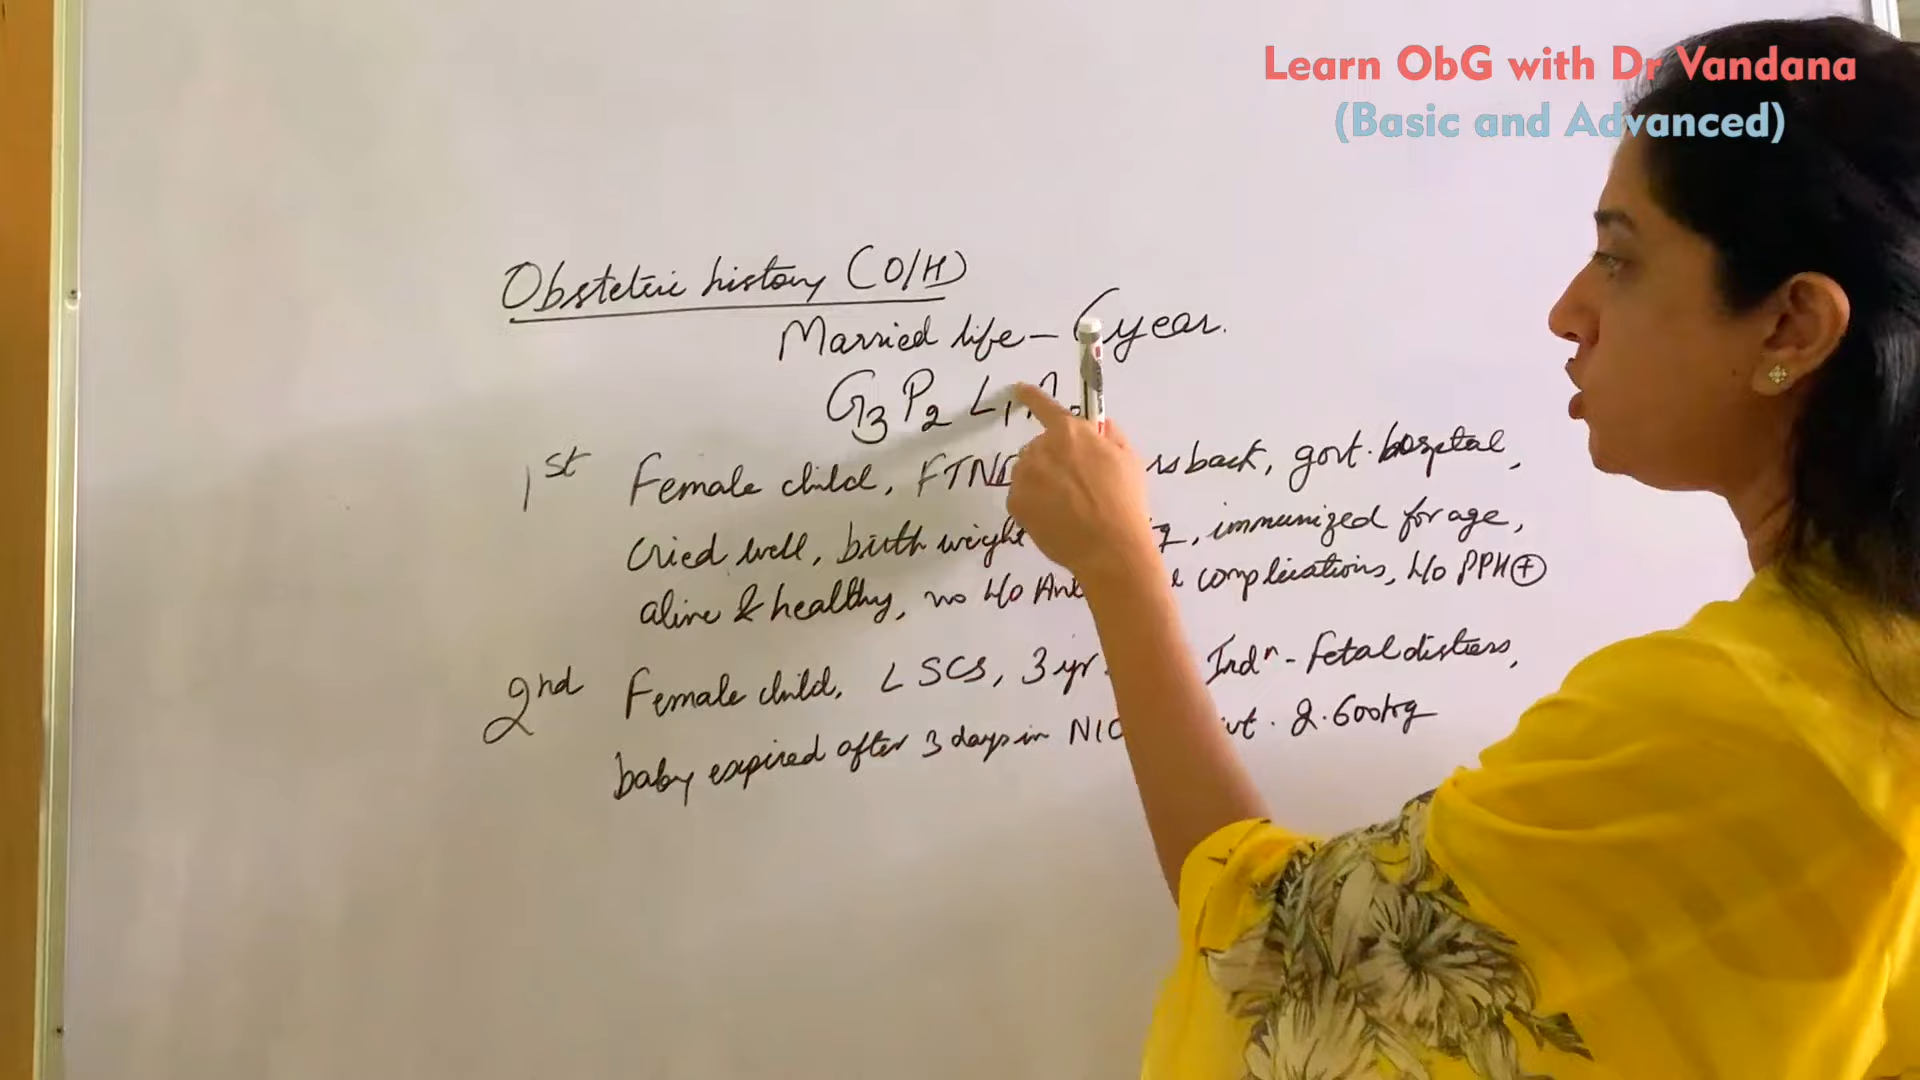 Learn ObG with Dr Vandana
(Basic and Advanced)
Obstetric history (O/H)
Married life - 6 year.
G3 P2 L1
1st Female child, FTND back, govt. hospital,
cried well, birth weight immunized for age,
alive & healthy, no H/o complications, H/o PPH⊕
2nd Female child, LSCS, 3 yr Indn - Fetal distress,
baby expired after 3 days in wt. 2.600kg